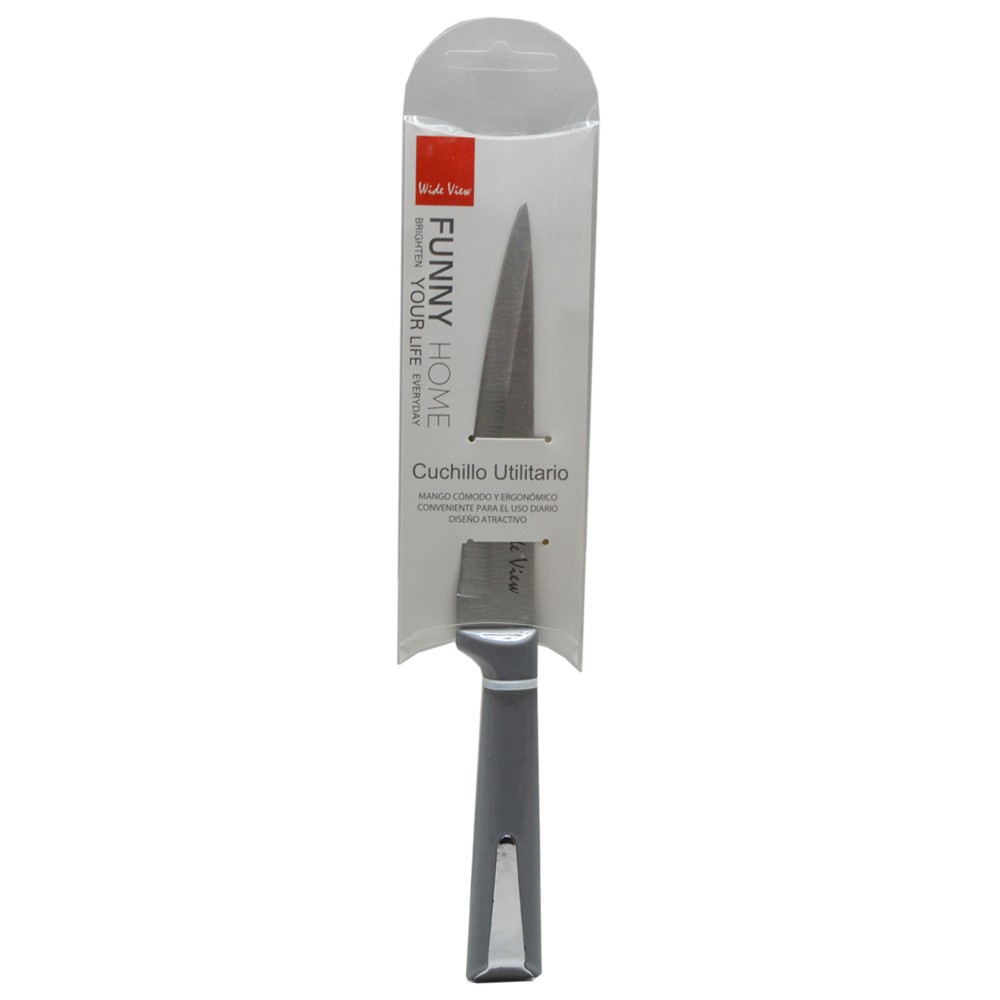 Wide View
FUNNY HOME
BRIGHTEN YOUR LIFE EVERYDAY
Cuchillo Utilitario
MANGO CÓMODO Y ERGONÓMICO
CONVENIENTE PARA EL USO DIARIO
DISEÑO ATRACTIVO
View